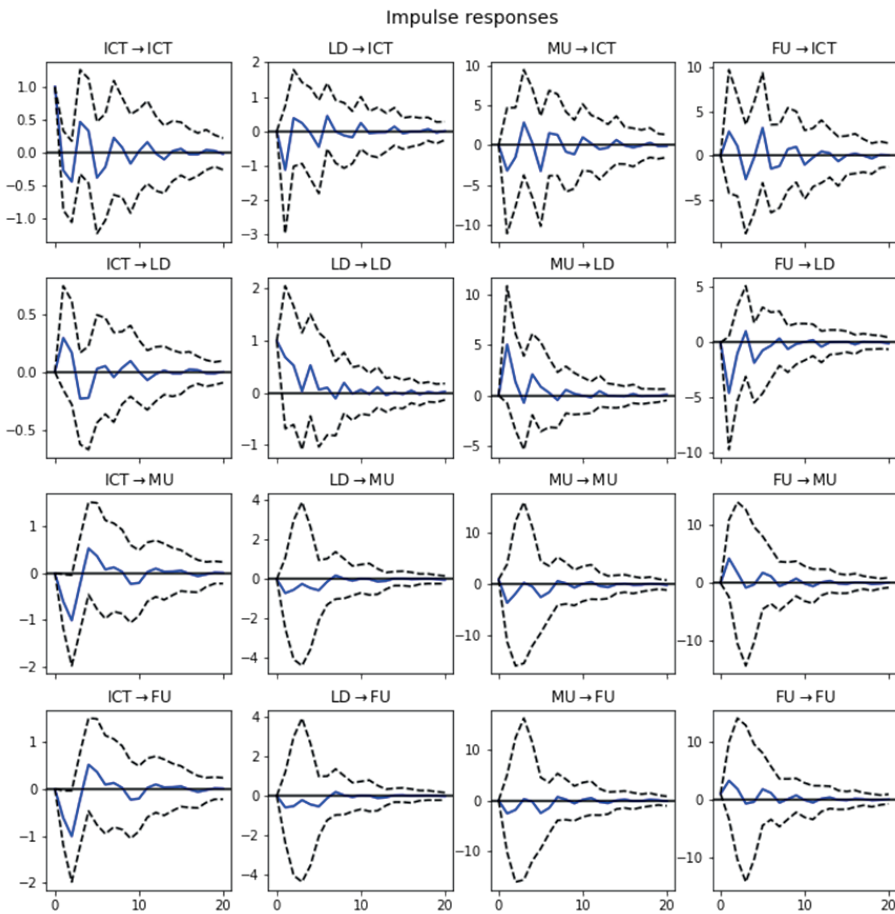 Impulse responses
ICT→ICT LD→ICT MU→ICT FU→ICT
1.0 0.5 0.0 −0.5 −1.0
2 1 0 −1 −2 −3
10 5 0 −5 −10
10 5 0 −5
0 10 20 0 10 20 0 10 20 0 10 20
ICT→LD LD→LD MU→LD FU→LD
0.5 0.0 −0.5
2 1 0 −1
10 5 0 −5
5 0 −5 −10
ICT→MU LD→MU MU→MU FU→MU
1 0 −1 −2
4 2 0 −2 −4
10 0 −10
10 0 −10
ICT→FU LD→FU MU→FU FU→FU
1 0 −1 −2
4 2 0 −2 −4
10 0 −10
10 0 −10